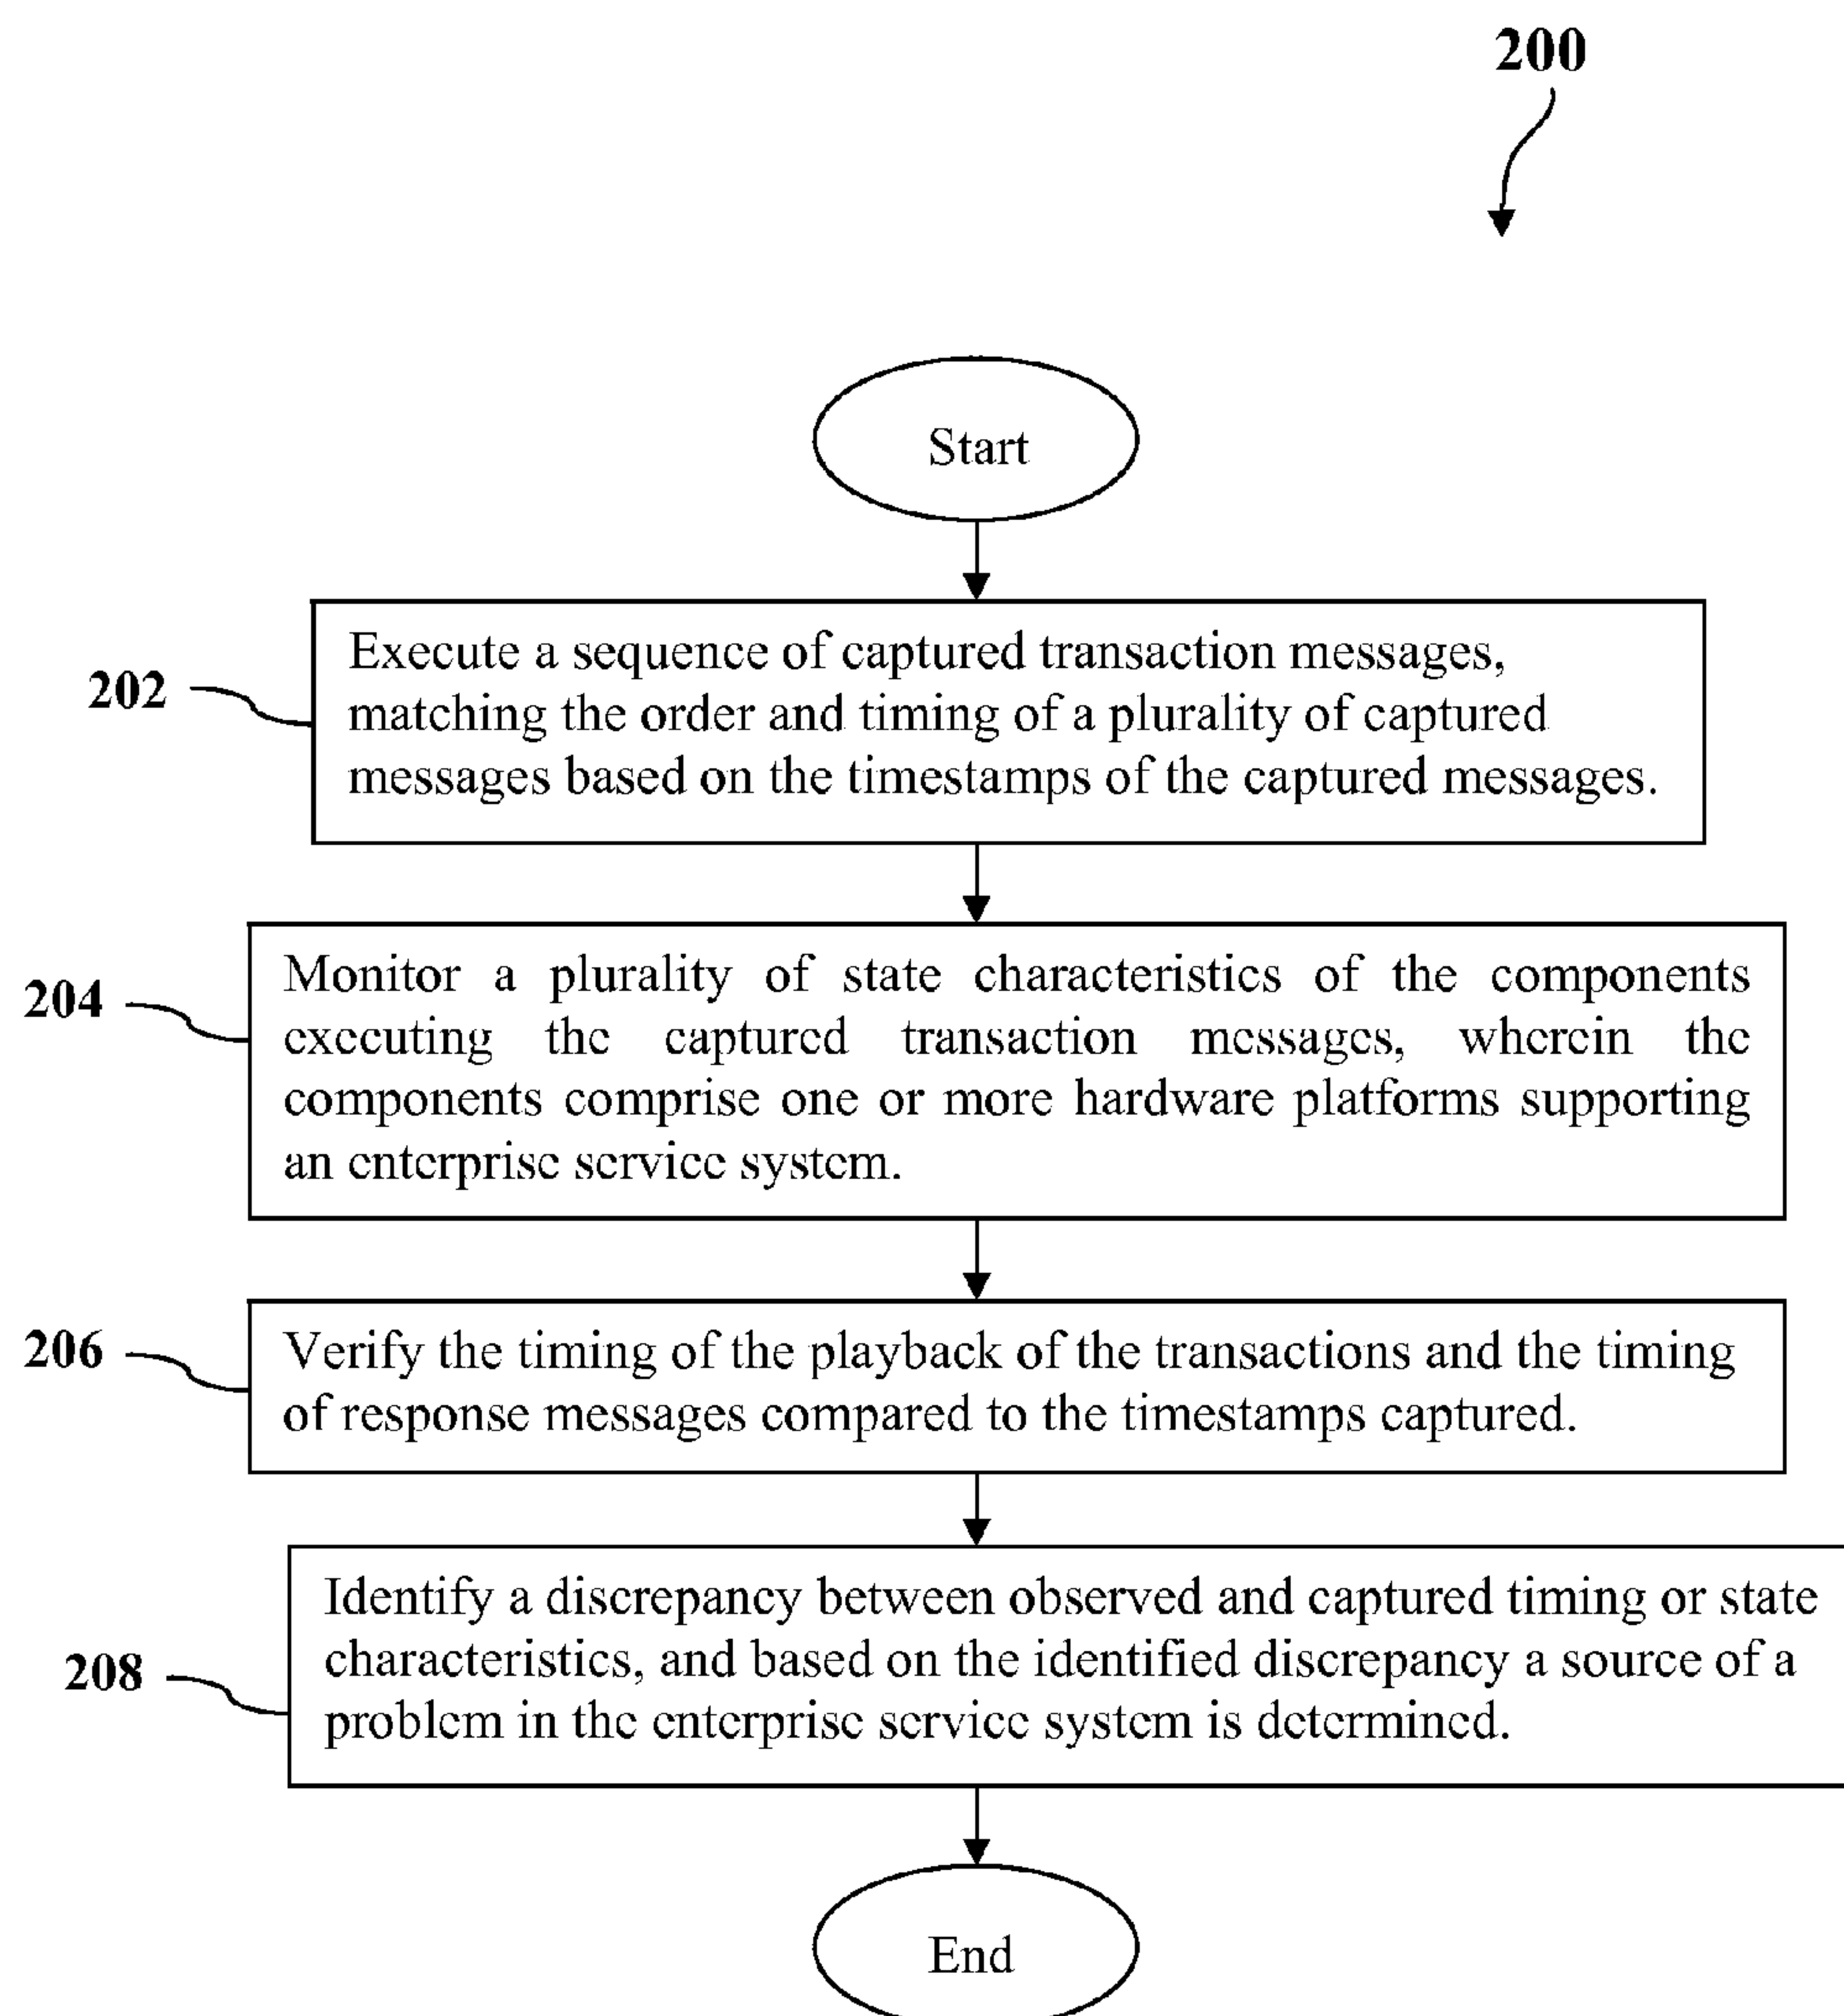 200
Start
202
Execute a sequence of captured transaction messages,
matching the order and timing of a plurality of captured
messages based on the timestamps of the captured messages.
204
Monitor a plurality of state characteristics of the components
executing the captured transaction messages, wherein the
components comprise one or more hardware platforms supporting
an enterprise service system.
206
Verify the timing of the playback of the transactions and the timing
of response messages compared to the timestamps captured.
208
Identify a discrepancy between observed and captured timing or state
characteristics, and based on the identified discrepancy a source of a
problem in the enterprise service system is determined.
End